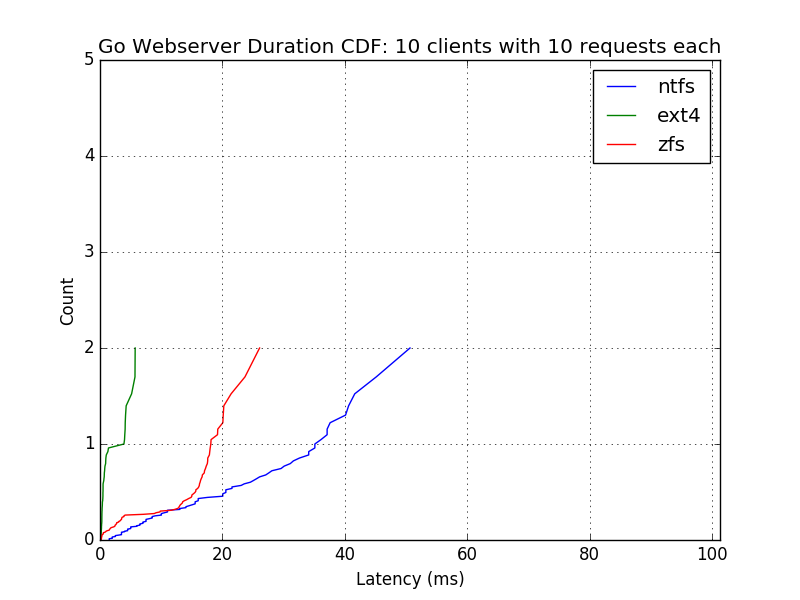 Go Webserver Duration CDF: 10 clients with 10 requests each
5
4
3
2
1
0
Count
ntfs
ext4
zfs
0 20 40 60 80 100
Latency (ms)